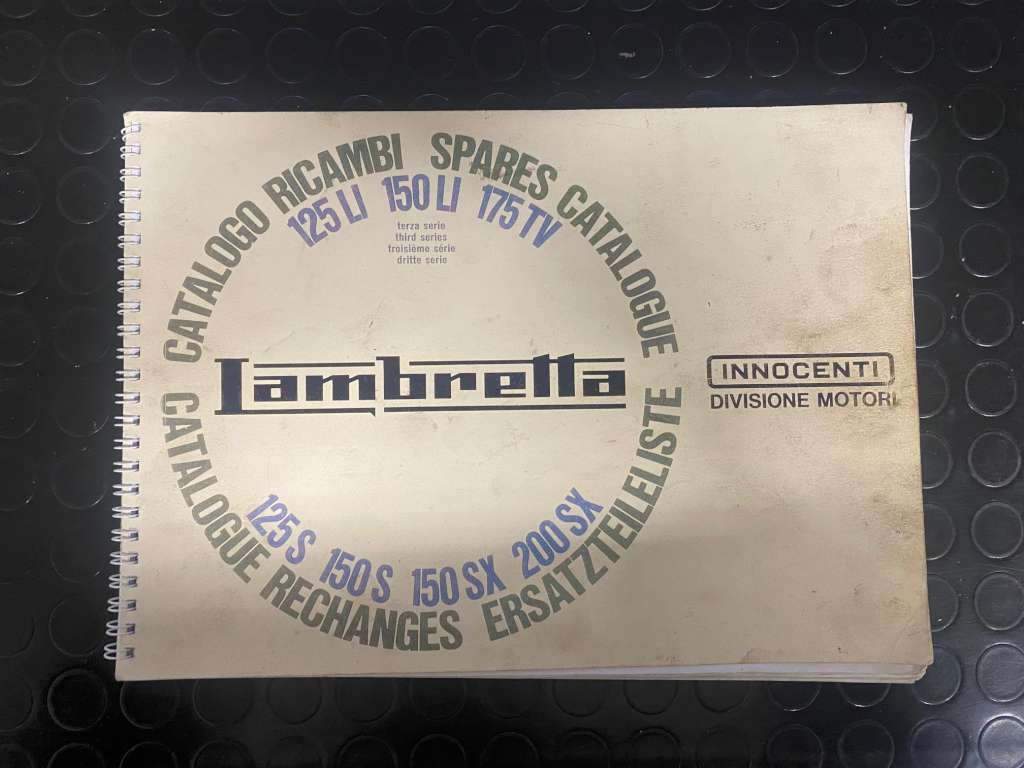 CATALOGO RICAMBI SPARES CATALOGUE
125 LI 150 LI 175 TV
terza serie
third series
troisième série
dritte serie
Lambretta
INNOCENTI
DIVISIONE MOTORI
125 S 150 S 150 SX 200 SX
CATALOGUE RECHANGES ERSATZTEILELISTE